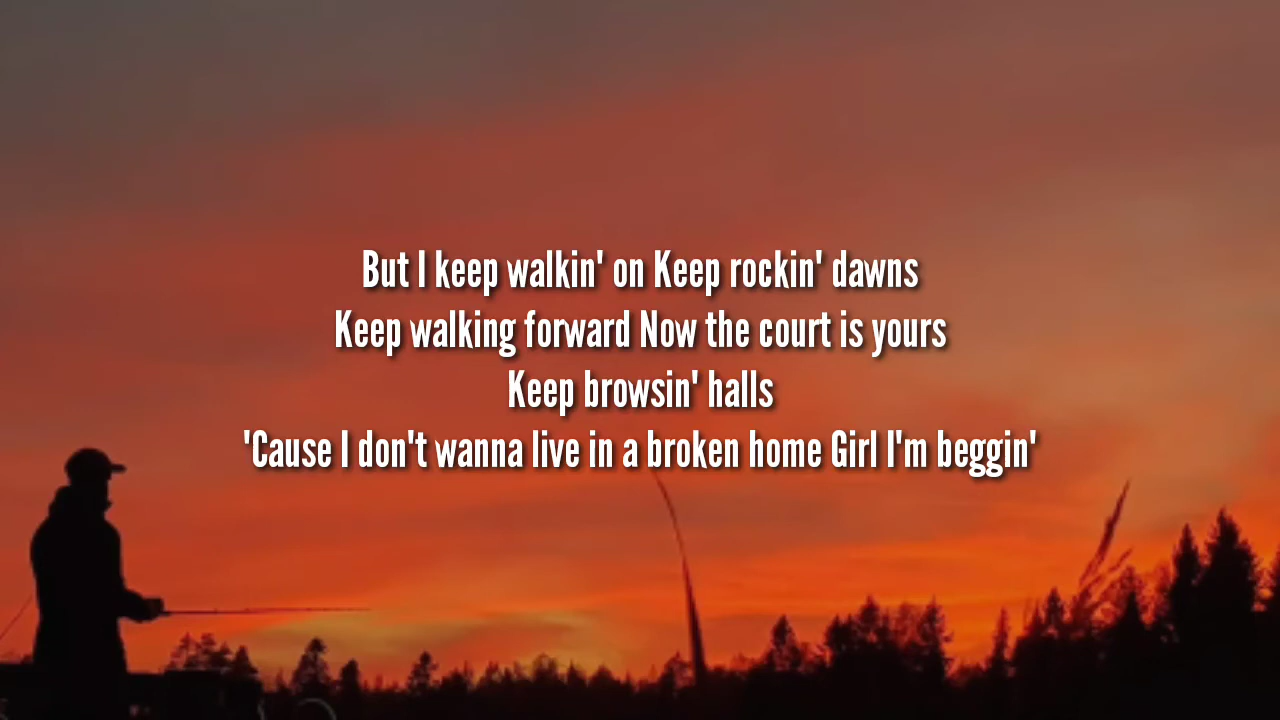 But I keep walkin' on Keep rockin' dawns
Keep walking forward Now the court is yours
Keep browsin' halls
'Cause I don't wanna live in a broken home Girl I'm beggin'